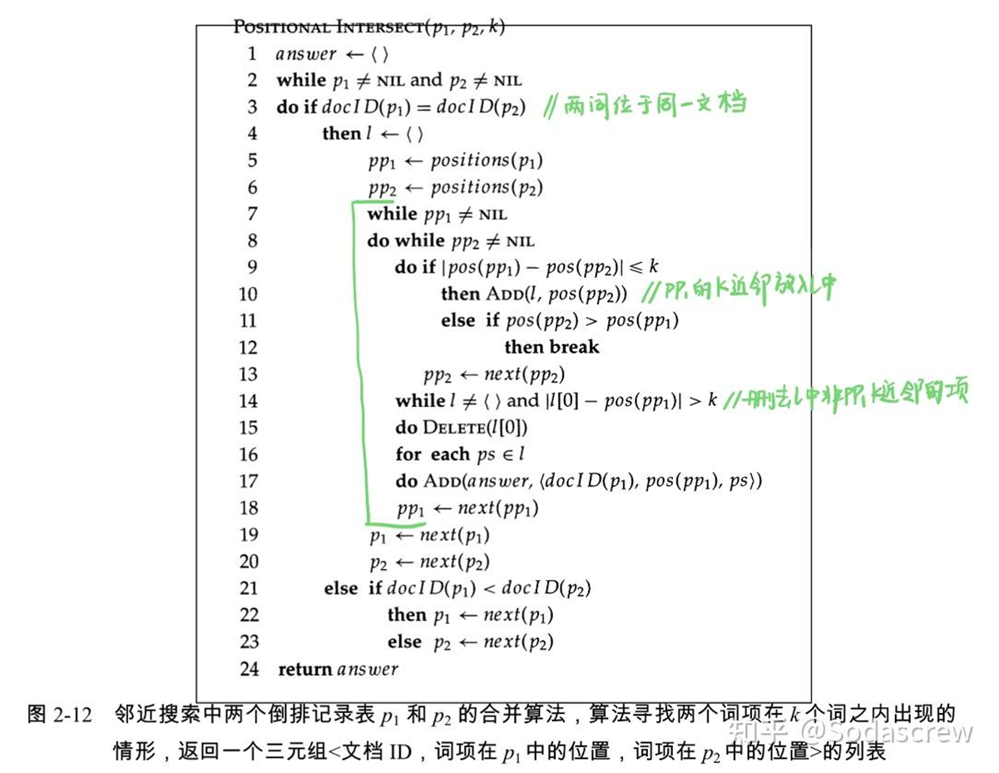 POSITIONAL INTERSECT(p₁, p₂, k)
1 answer ← ⟨ ⟩
2 while p₁ ≠ NIL and p₂ ≠ NIL
3 do if docID(p₁) = docID(p₂) //两词位于同一文档
4 then l ← ⟨ ⟩
5 pp₁ ← positions(p₁)
6 pp₂ ← positions(p₂)
7 while pp₁ ≠ NIL
8 do while pp₂ ≠ NIL
9 do if |pos(pp₁) − pos(pp₂)| ⩽ k
10 then ADD(l, pos(pp₂)) //PP₁的K近邻放入l中
11 else if pos(pp₂) > pos(pp₁)
12 then break
13 pp₂ ← next(pp₂)
14 while l ≠ ⟨ ⟩ and |l[0] − pos(pp₁)| > k //删去l中非PP₁K近邻的项
15 do DELETE(l[0])
16 for each ps ∈ l
17 do ADD(answer, ⟨docID(p₁), pos(pp₁), ps⟩)
18 pp₁ ← next(pp₁)
19 p₁ ← next(p₁)
20 p₂ ← next(p₂)
21 else if docID(p₁) < docID(p₂)
22 then p₁ ← next(p₁)
23 else p₂ ← next(p₂)
24 return answer
图 2-12 邻近搜索中两个倒排记录表 p₁ 和 p₂ 的合并算法，算法寻找两个词项在 k 个词之内出现的
情形，返回一个三元组<文档 ID，词项在 p₁ 中的位置，词项在 p₂ 中的位置>的列表
知乎 @Sodascrew